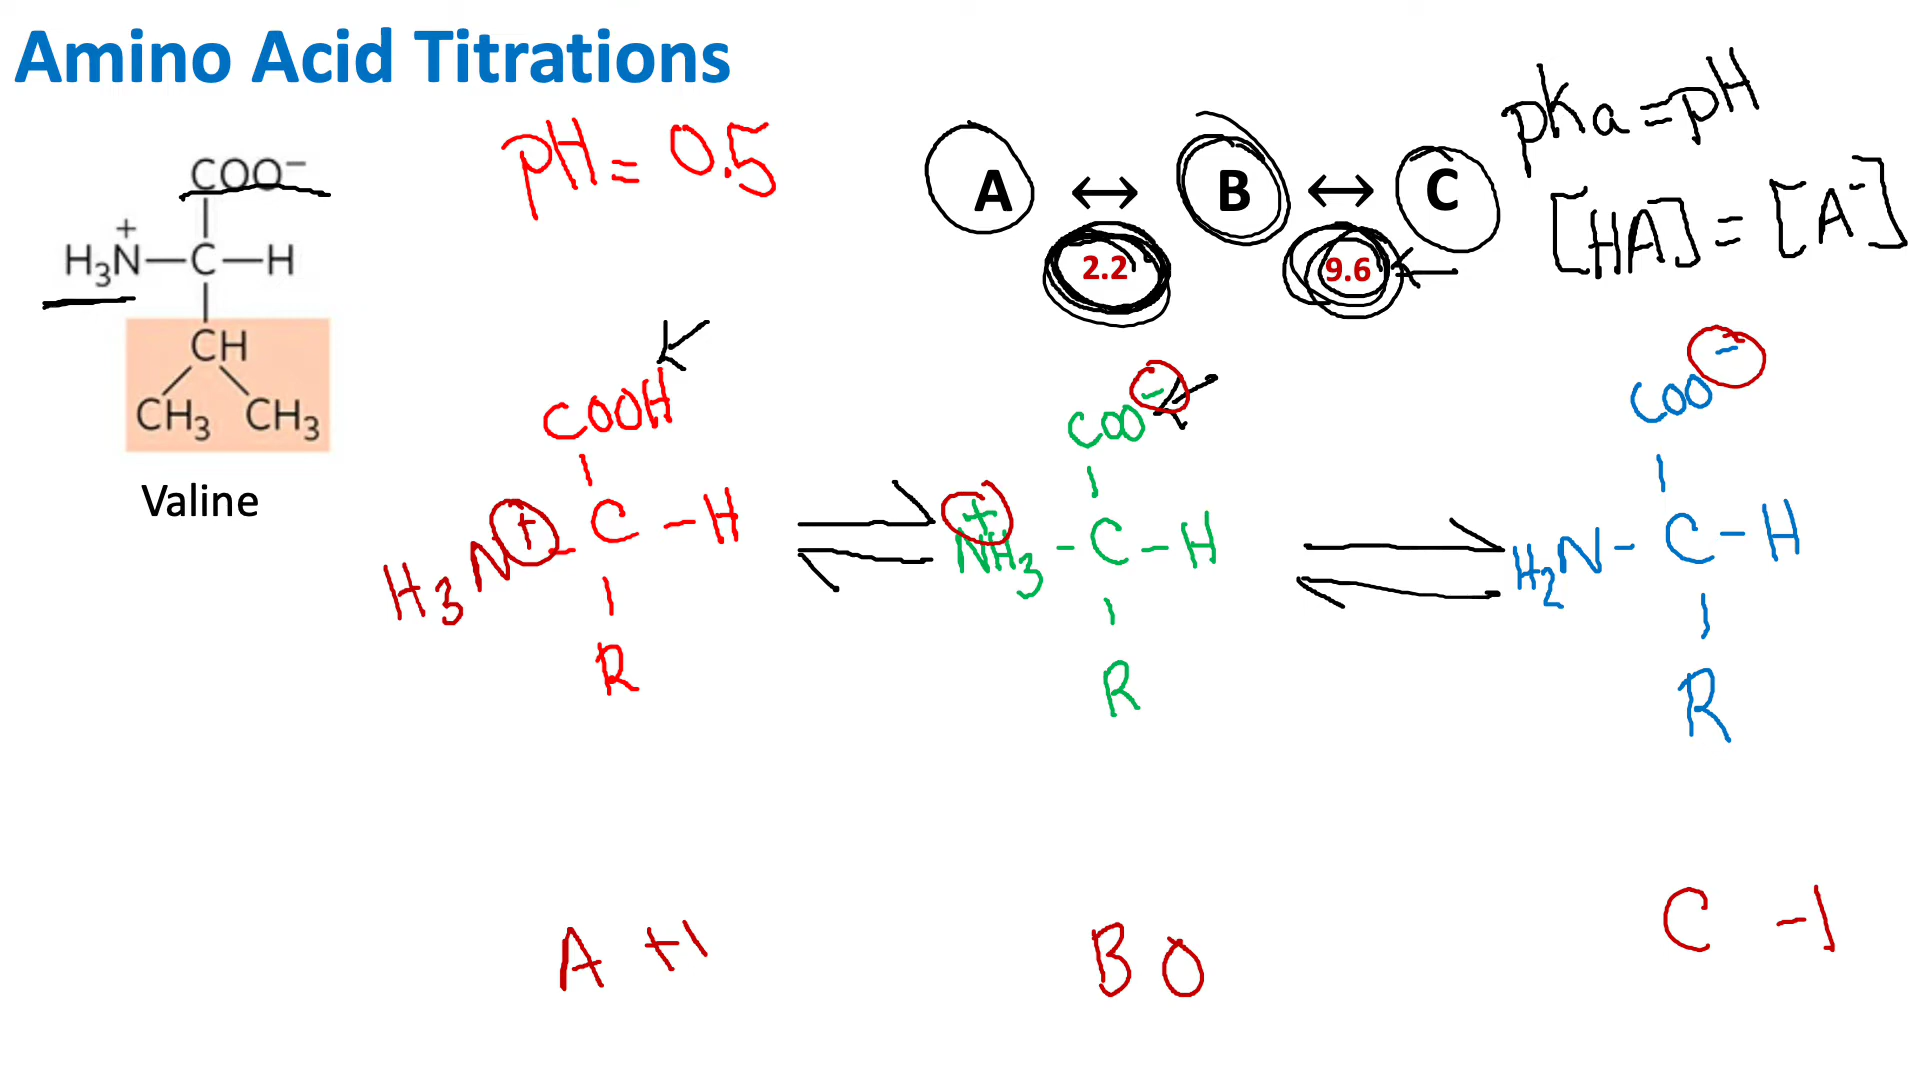 Amino Acid Titrations
pH = 0.5
A ↔ B ↔ C
2.2 9.6
pKa = pH
[HA] = [A⁻]
COO⁻
+
H₃N—C—H
CH
CH₃ CH₃
Valine
COOH
H₃N+ - C - H
R
COO⁻
+
NH₃ - C - H
R
COO⁻
H₂N - C - H
R
A +1
B 0
C -1